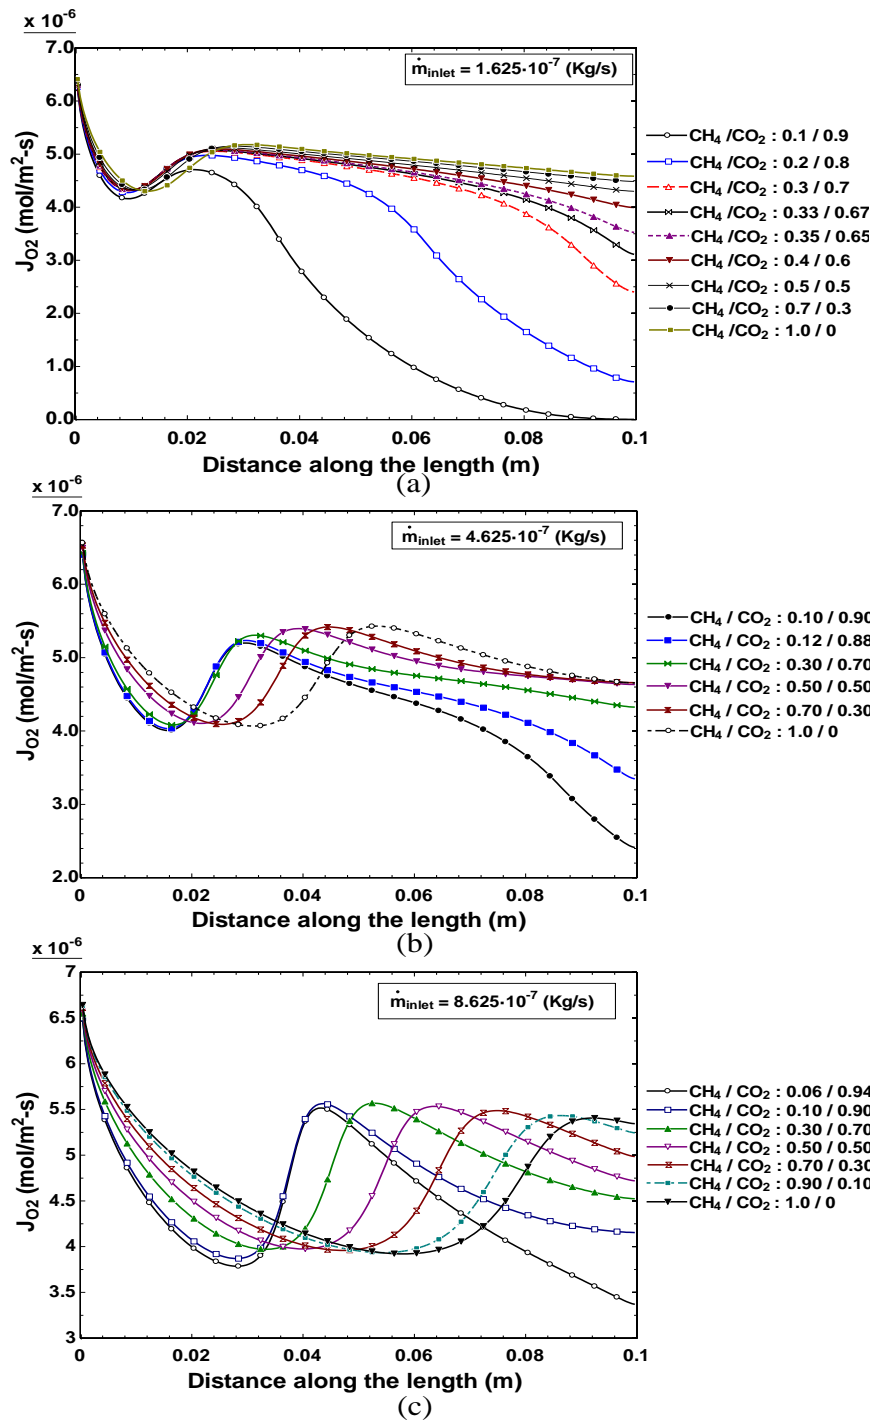 x 10-6
7.0
ṁinlet = 1.625·10-7 (Kg/s)
6.0
5.0
4.0
3.0
2.0
1.0
0.0
JO2 (mol/m2-s)
CH4 /CO2 : 0.1 / 0.9
CH4 /CO2 : 0.2 / 0.8
CH4 /CO2 : 0.3 / 0.7
CH4 /CO2 : 0.33 / 0.67
CH4 /CO2 : 0.35 / 0.65
CH4 /CO2 : 0.4 / 0.6
CH4 /CO2 : 0.5 / 0.5
CH4 /CO2 : 0.7 / 0.3
CH4 /CO2 : 1.0 / 0
0 0.02 0.04 0.06 0.08 0.1
Distance along the length (m)
(a)
x 10-6
7.0
ṁinlet = 4.625·10-7 (Kg/s)
6.0
5.0
4.0
3.0
2.0
JO2 (mol/m2-s)
CH4 / CO2 : 0.10 / 0.90
CH4 / CO2 : 0.12 / 0.88
CH4 / CO2 : 0.30 / 0.70
CH4 / CO2 : 0.50 / 0.50
CH4 / CO2 : 0.70 / 0.30
CH4 / CO2 : 1.0 / 0
0 0.02 0.04 0.06 0.08 0.1
Distance along the length (m)
(b)
x 10-6
7
ṁinlet = 8.625·10-7 (Kg/s)
6.5
6
5.5
5
4.5
4
3.5
3
JO2 (mol/m2-s)
CH4 / CO2 : 0.06 / 0.94
CH4 / CO2 : 0.10 / 0.90
CH4 / CO2 : 0.30 / 0.70
CH4 / CO2 : 0.50 / 0.50
CH4 / CO2 : 0.70 / 0.30
CH4 / CO2 : 0.90 / 0.10
CH4 / CO2 : 1.0 / 0
0 0.02 0.04 0.06 0.08 0.1
Distance along the length (m)
(c)